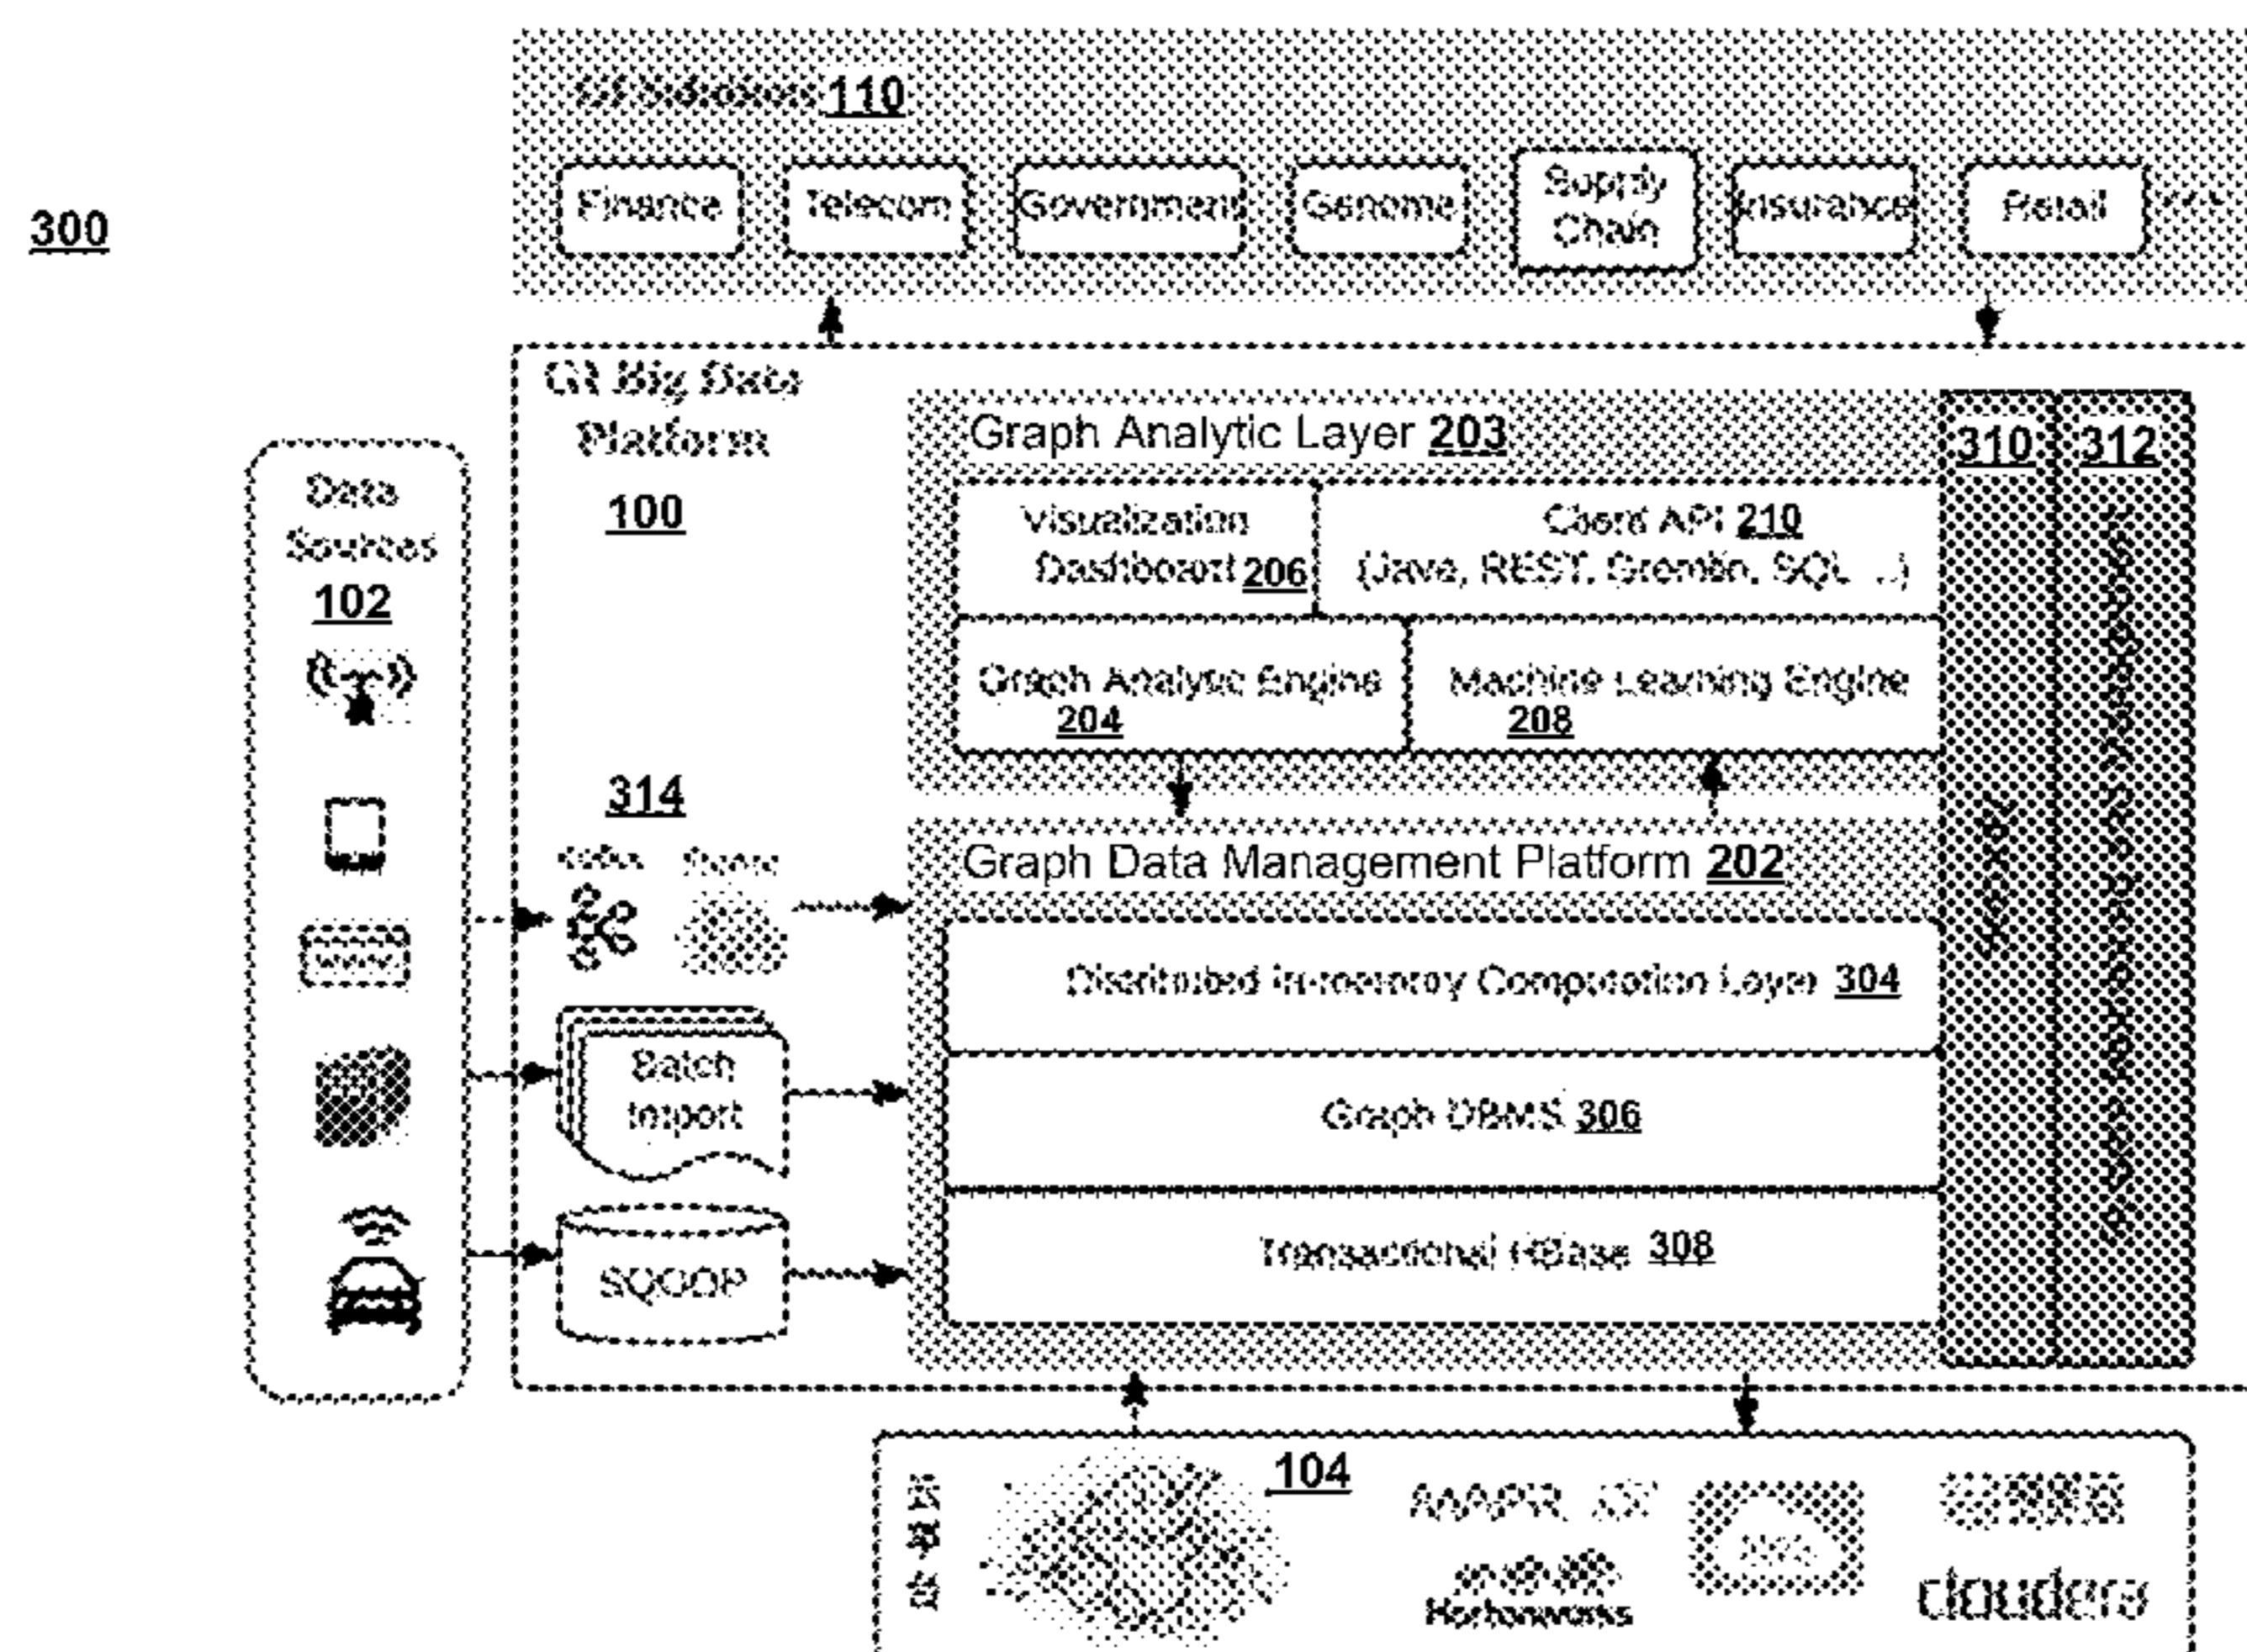 300
110
Finance
Telecom
Government
Genome
Supply
Chain
Insurance
Retail
GR Big Data
Platform
100
Data
Sources
102
Graph Analytic Layer 203
310
312
Visualization
Dashboard 206
Client API 210
(Java, REST, Gremlin, SQL ...)
Graph Analytic Engine
204
Machine Learning Engine
208
314
Graph Data Management Platform 202
www
Distributed In-memory Computation Layer 304
Batch
Import
Graph DBMS 306
SQOOP
Transactional HBase 308
104
MAPR
Hortonworks
cloudera